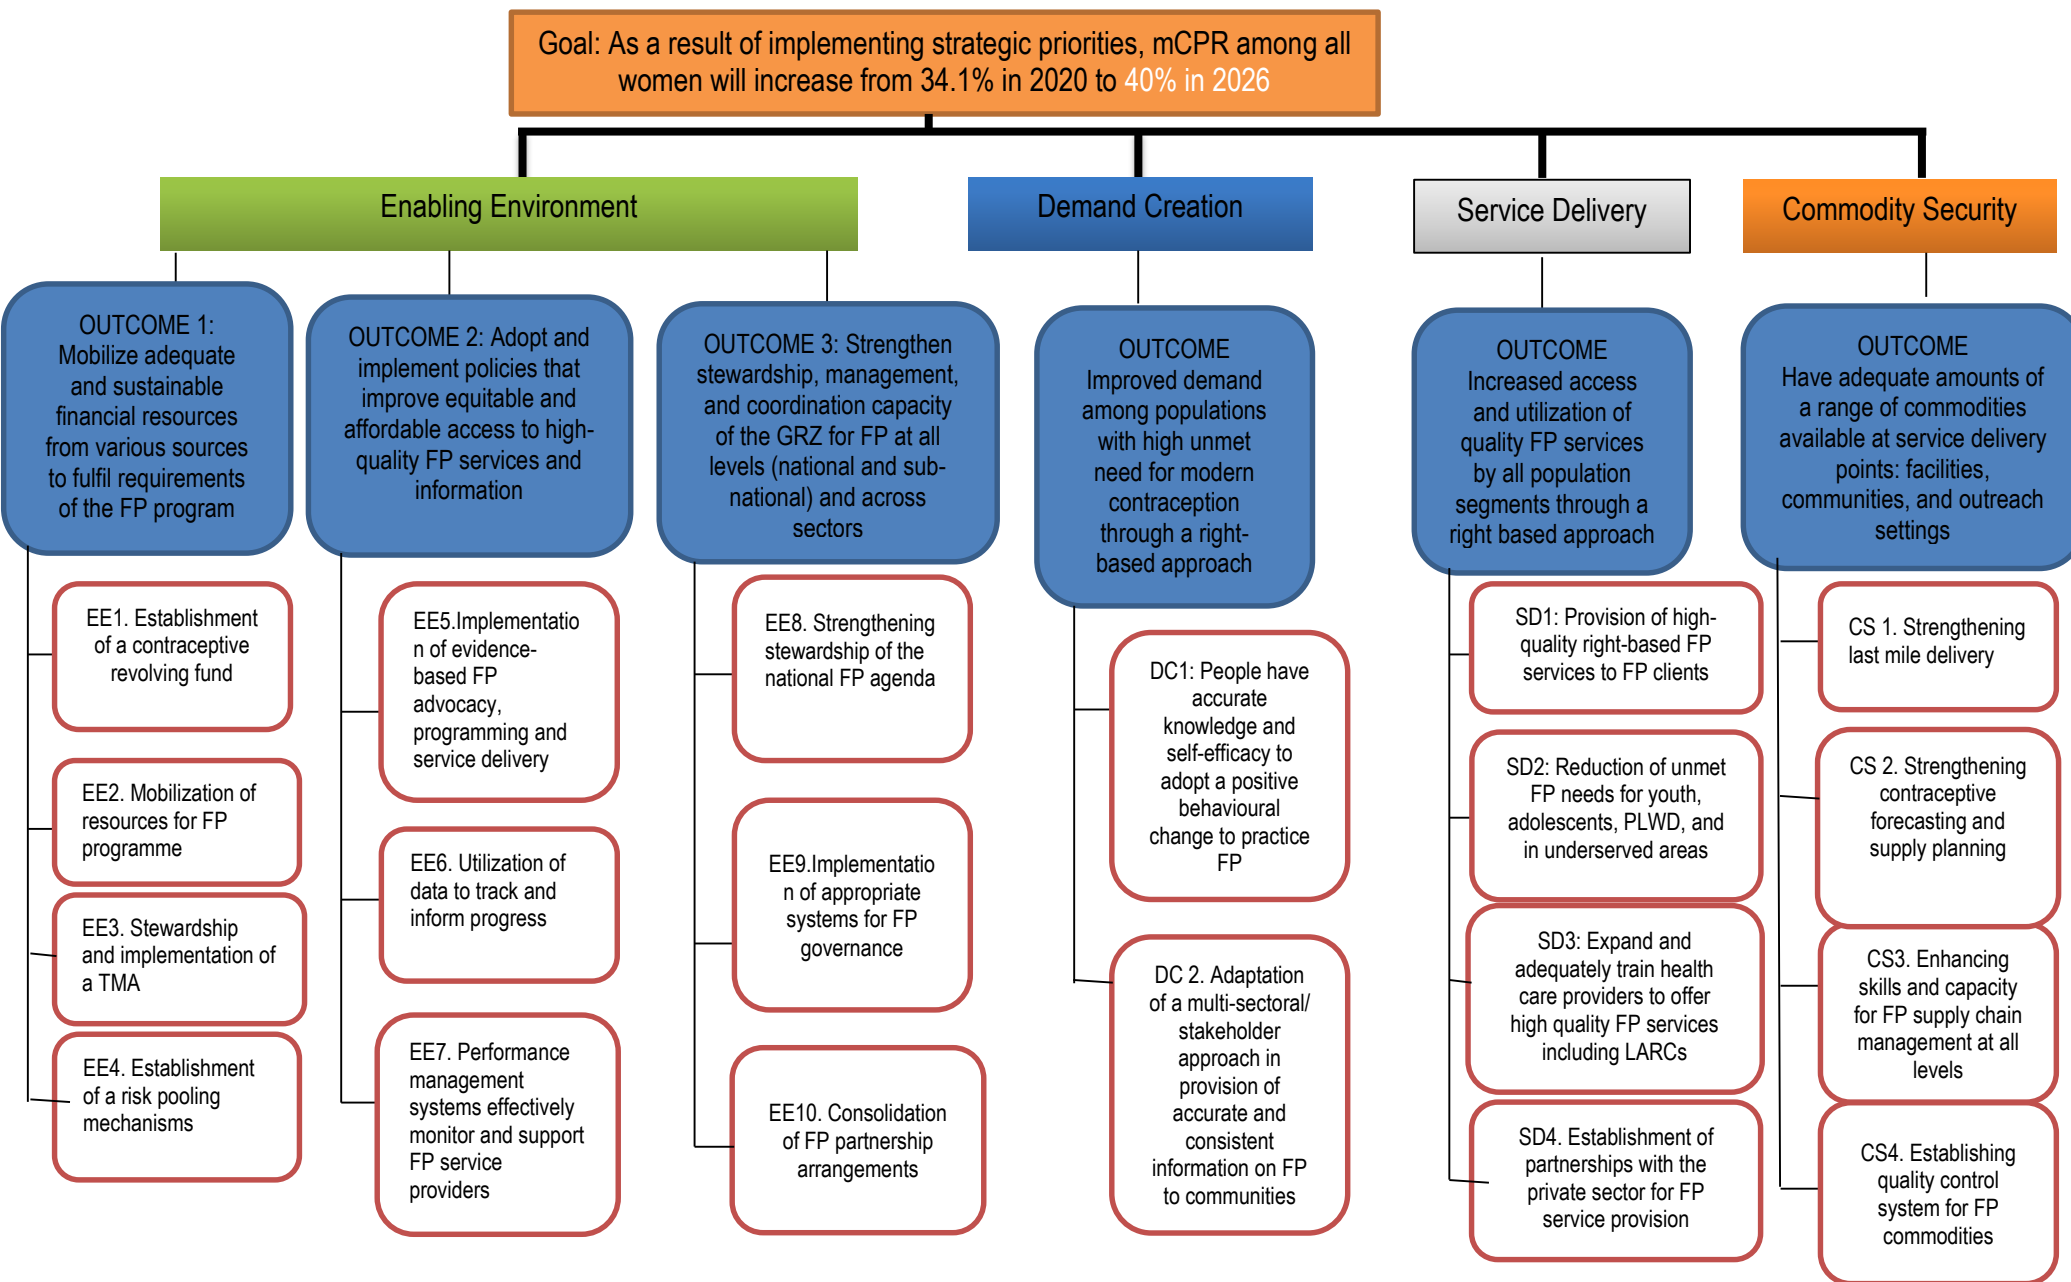 Goal: As a result of implementing strategic priorities, mCPR among all
women will increase from 34.1% in 2020 to 40% in 2026
Enabling Environment
Demand Creation
Service Delivery
Commodity Security
OUTCOME 1:
Mobilize adequate
and sustainable
financial resources
from various sources
to fulfil requirements
of the FP program
OUTCOME 2: Adopt and
implement policies that
improve equitable and
affordable access to high-
quality FP services and
information
OUTCOME 3: Strengthen
stewardship, management,
and coordination capacity
of the GRZ for FP at all
levels (national and sub-
national) and across
sectors
OUTCOME
Improved demand
among populations
with high unmet
need for modern
contraception
through a right-
based approach
OUTCOME
Increased access
and utilization of
quality FP services
by all population
segments through a
right based approach
OUTCOME
Have adequate amounts of
a range of commodities
available at service delivery
points: facilities,
communities, and outreach
settings
EE1. Establishment
of a contraceptive
revolving fund
EE2. Mobilization of
resources for FP
programme
EE3. Stewardship
and implementation of
a TMA
EE4. Establishment
of a risk pooling
mechanisms
EE5.Implementatio
n of evidence-
based FP
advocacy,
programming and
service delivery
EE6. Utilization of
data to track and
inform progress
EE7. Performance
management
systems effectively
monitor and support
FP service
providers
EE8. Strengthening
stewardship of the
national FP agenda
EE9.Implementatio
n of appropriate
systems for FP
governance
EE10. Consolidation
of FP partnership
arrangements
DC1: People have
accurate
knowledge and
self-efficacy to
adopt a positive
behavioural
change to practice
FP
DC 2. Adaptation
of a multi-sectoral/
stakeholder
approach in
provision of
accurate and
consistent
information on FP
to communities
SD1: Provision of high-
quality right-based FP
services to FP clients
SD2: Reduction of unmet
FP needs for youth,
adolescents, PLWD, and
in underserved areas
SD3: Expand and
adequately train health
care providers to offer
high quality FP services
including LARCs
SD4. Establishment of
partnerships with the
private sector for FP
service provision
CS 1. Strengthening
last mile delivery
CS 2. Strengthening
contraceptive
forecasting and
supply planning
CS3. Enhancing
skills and capacity
for FP supply chain
management at all
levels
CS4. Establishing
quality control
system for FP
commodities